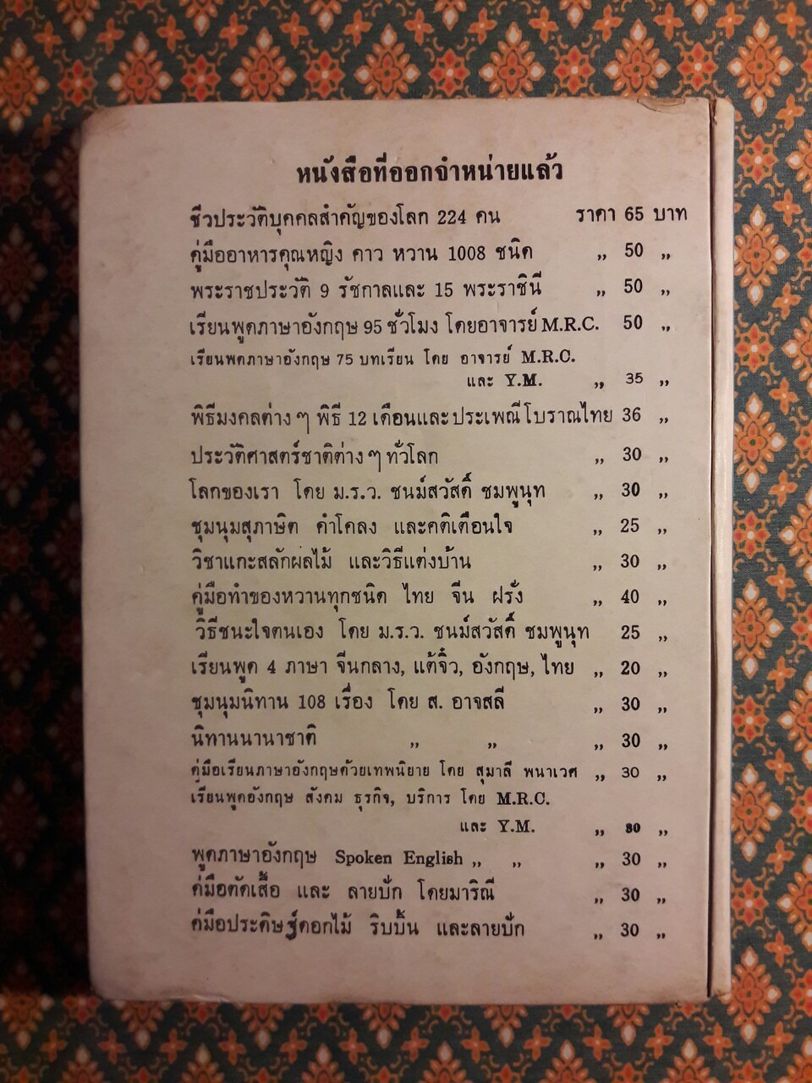 หนังสือที่ออกจำหน่ายแล้ว
ชีวประวัติบุคคลสำคัญของโลก 224 คน ราคา 65 บาท
คู่มืออาหารคุณหญิง คาว หวาน 1008 ชนิด ,, 50 ,,
พระราชประวัติ 9 รัชกาลและ 15 พระราชินี ,, 50 ,,
เรียนพูดภาษาอังกฤษ 95 ชั่วโมง โดยอาจารย์ M.R.C. 50 ,,
เรียนพูดภาษาอังกฤษ 75 บทเรียน โดย อาจารย์ M.R.C.
และ Y.M. ,, 35 ,,
พิธีมงคลต่าง ๆ พิธี 12 เดือนและประเพณีโบราณไทย 36 ,,
ประวัติศาสตร์ชาติต่าง ๆ ทั่วโลก ,, 30 ,,
โลกของเรา โดย ม.ร.ว. ชนม์สวัสดิ์ ชมพูนุท ,, 30 ,,
ชุมนุมสุภาษิต คำโคลง และคติเตือนใจ ,, 25 ,,
วิชาแกะสลักผลไม้ และวิธีแต่งบ้าน ,, 30 ,,
คู่มือทำของหวานทุกชนิด ไทย จีน ฝรั่ง ,, 40 ,,
วิธีชนะใจตนเอง โดย ม.ร.ว. ชนม์สวัสดิ์ ชมพูนุท 25 ,,
เรียนพูด 4 ภาษา จีนกลาง, แต้จิ๋ว, อังกฤษ, ไทย ,, 20 ,,
ชุมนุมนิทาน 108 เรื่อง โดย ส. อาจสลี ,, 30 ,,
นิทานนานาชาติ ,, ,, ,, 30 ,,
คู่มือเรียนภาษาอังกฤษด้วยเทพนิยาย โดย สุมาลี พนาเวศ ,, 30 ,,
เรียนพูดอังกฤษ สังคม ธุรกิจ, บริการ โดย M.R.C.
และ Y.M. ,, 30 ,,
พูดภาษาอังกฤษ Spoken English ,, ,, ,, 30 ,,
คู่มือตัดเสื้อ และ ลายปัก โดยมาริณี ,, 30 ,,
คู่มือประดิษฐ์ดอกไม้ ริบบิ้น และลายปัก ,, 30 ,,